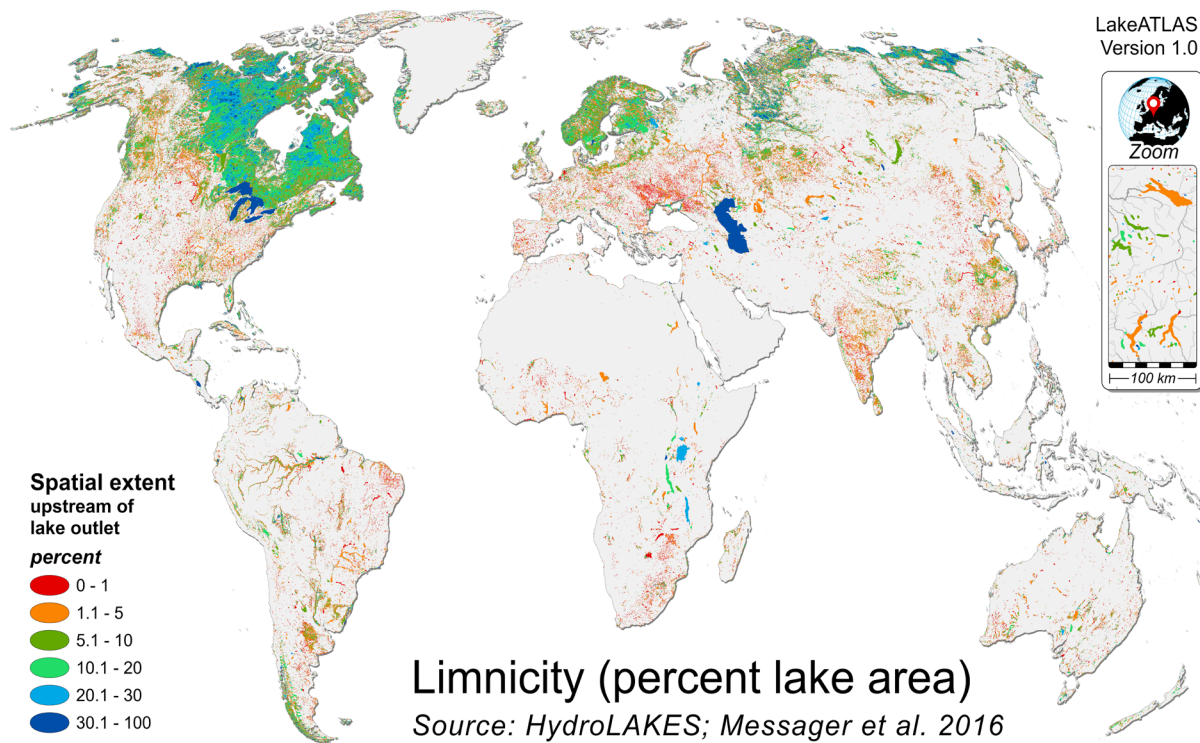 LakeATLAS
Version 1.0
Zoom
100 km
Spatial extent
upstream of
lake outlet
percent
0 - 1
1.1 - 5
5.1 - 10
10.1 - 20
20.1 - 30
30.1 - 100
Limnicity (percent lake area)
Source: HydroLAKES; Messager et al. 2016